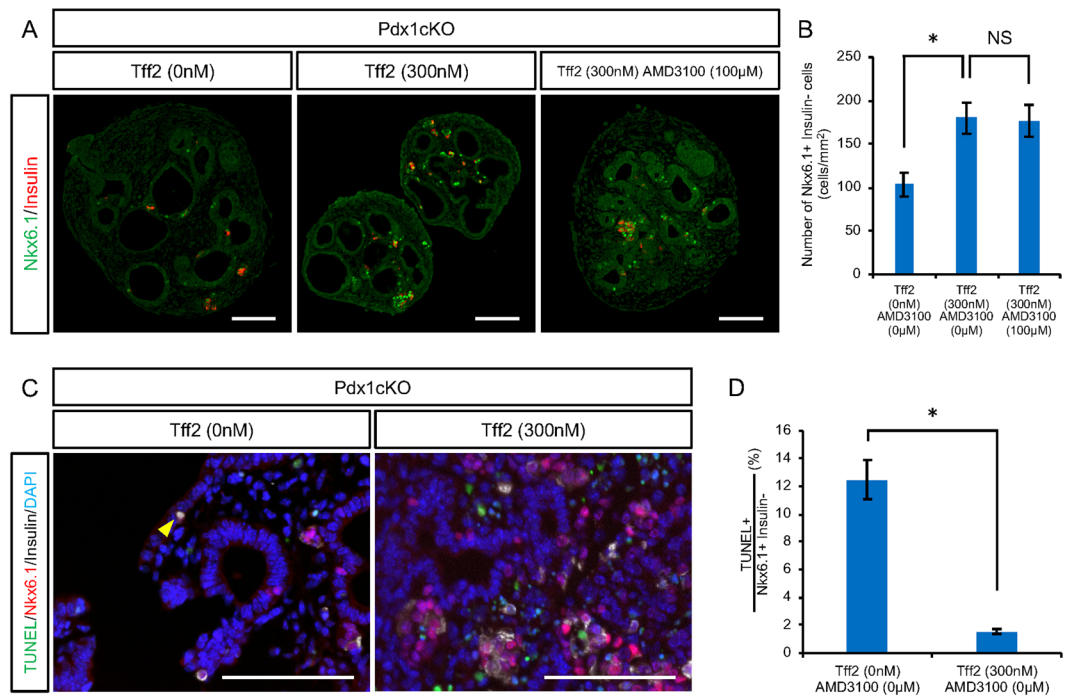 A
Pdx1cKO
Tff2 (0nM)
Tff2 (300nM)
Tff2 (300nM) AMD3100 (100µM)
Nkx6.1/Insulin
B
*
NS
Number of Nkx6.1+ Insulin- cells
(cells/mm²)
250
200
150
100
50
0
Tff2
(0nM)
AMD3100
(0µM)
Tff2
(300nM)
AMD3100
(0µM)
Tff2
(300nM)
AMD3100
(100µM)
C
Pdx1cKO
Tff2 (0nM)
Tff2 (300nM)
TUNEL/Nkx6.1/Insulin/DAPI
D
*
TUNEL+
Nkx6.1+ Insulin-
(%)
16
14
12
10
8
6
4
2
0
Tff2 (0nM)
AMD3100 (0µM)
Tff2 (300nM)
AMD3100 (0µM)